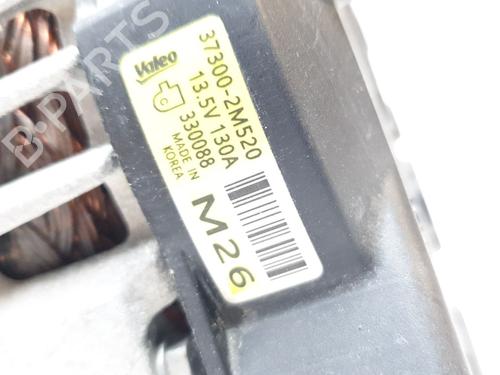 B-PARTS
Valeo
37300-2M520
13.5V 130A
330088
MADE IN
KOREA
M26